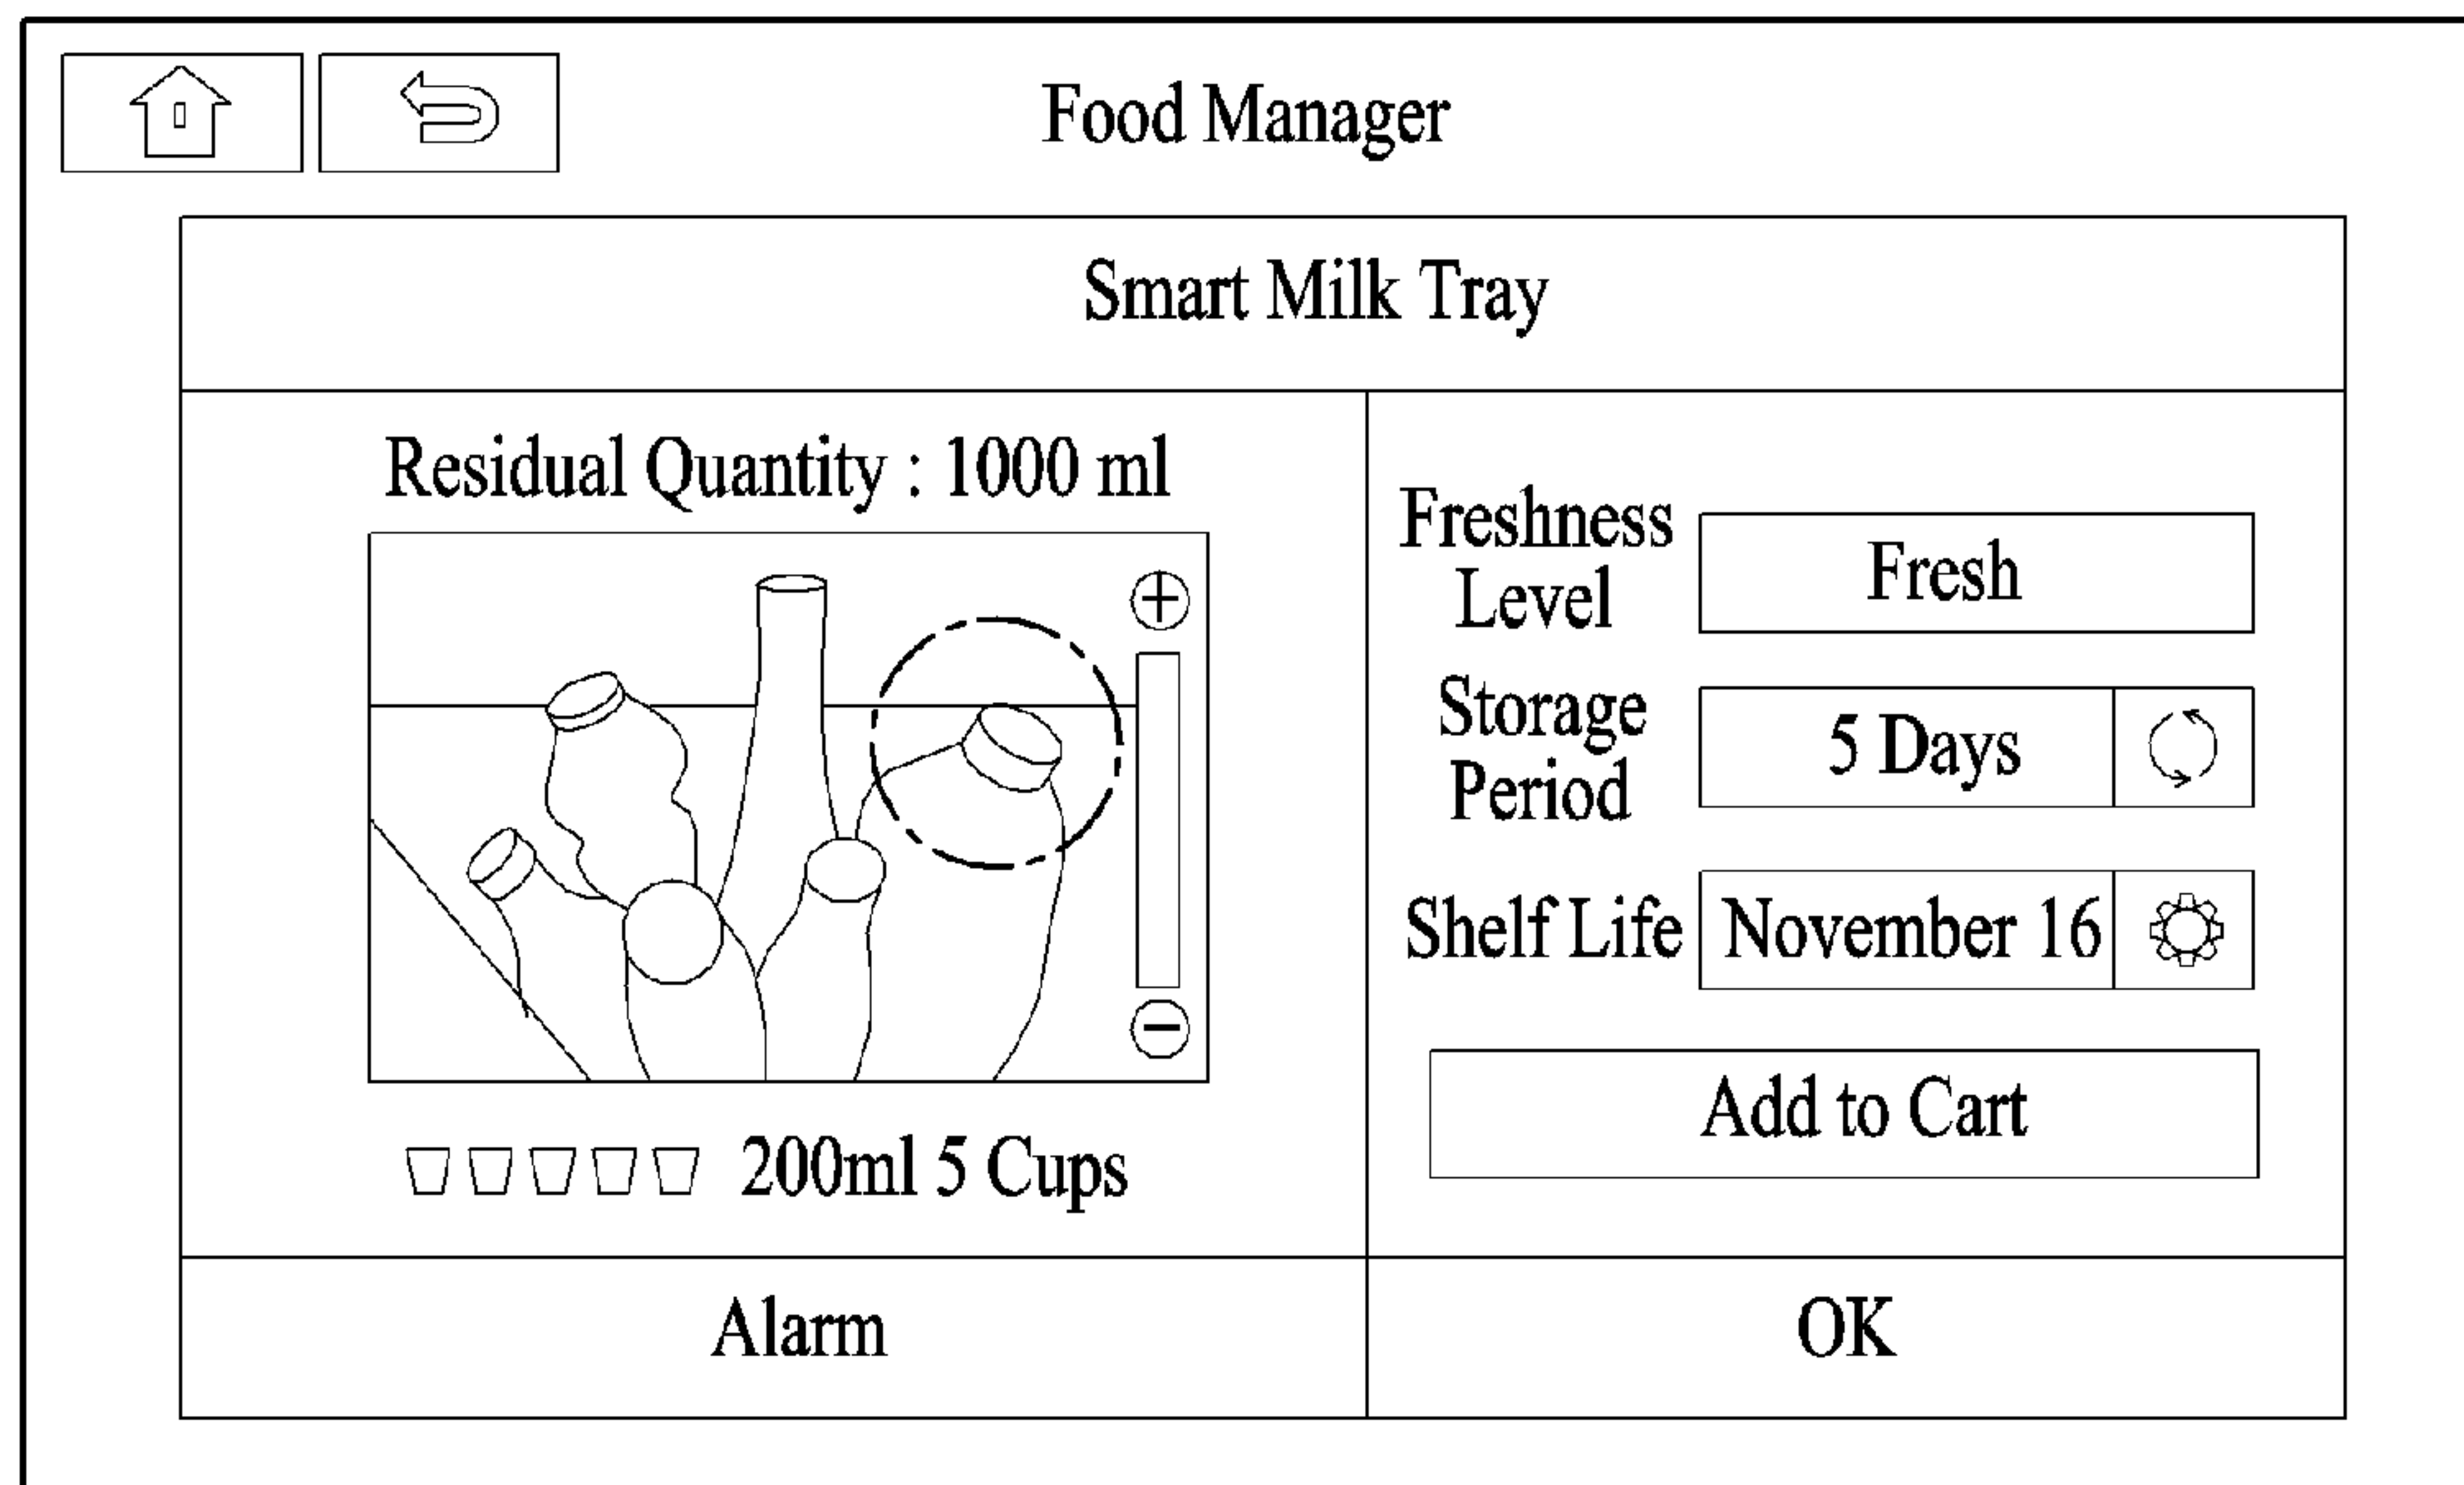 Food Manager
Smart Milk Tray
Residual Quantity : 1000 ml
200ml 5 Cups
Freshness
Level
Fresh
Storage
Period
5 Days
Shelf Life
November 16
Add to Cart
Alarm
OK